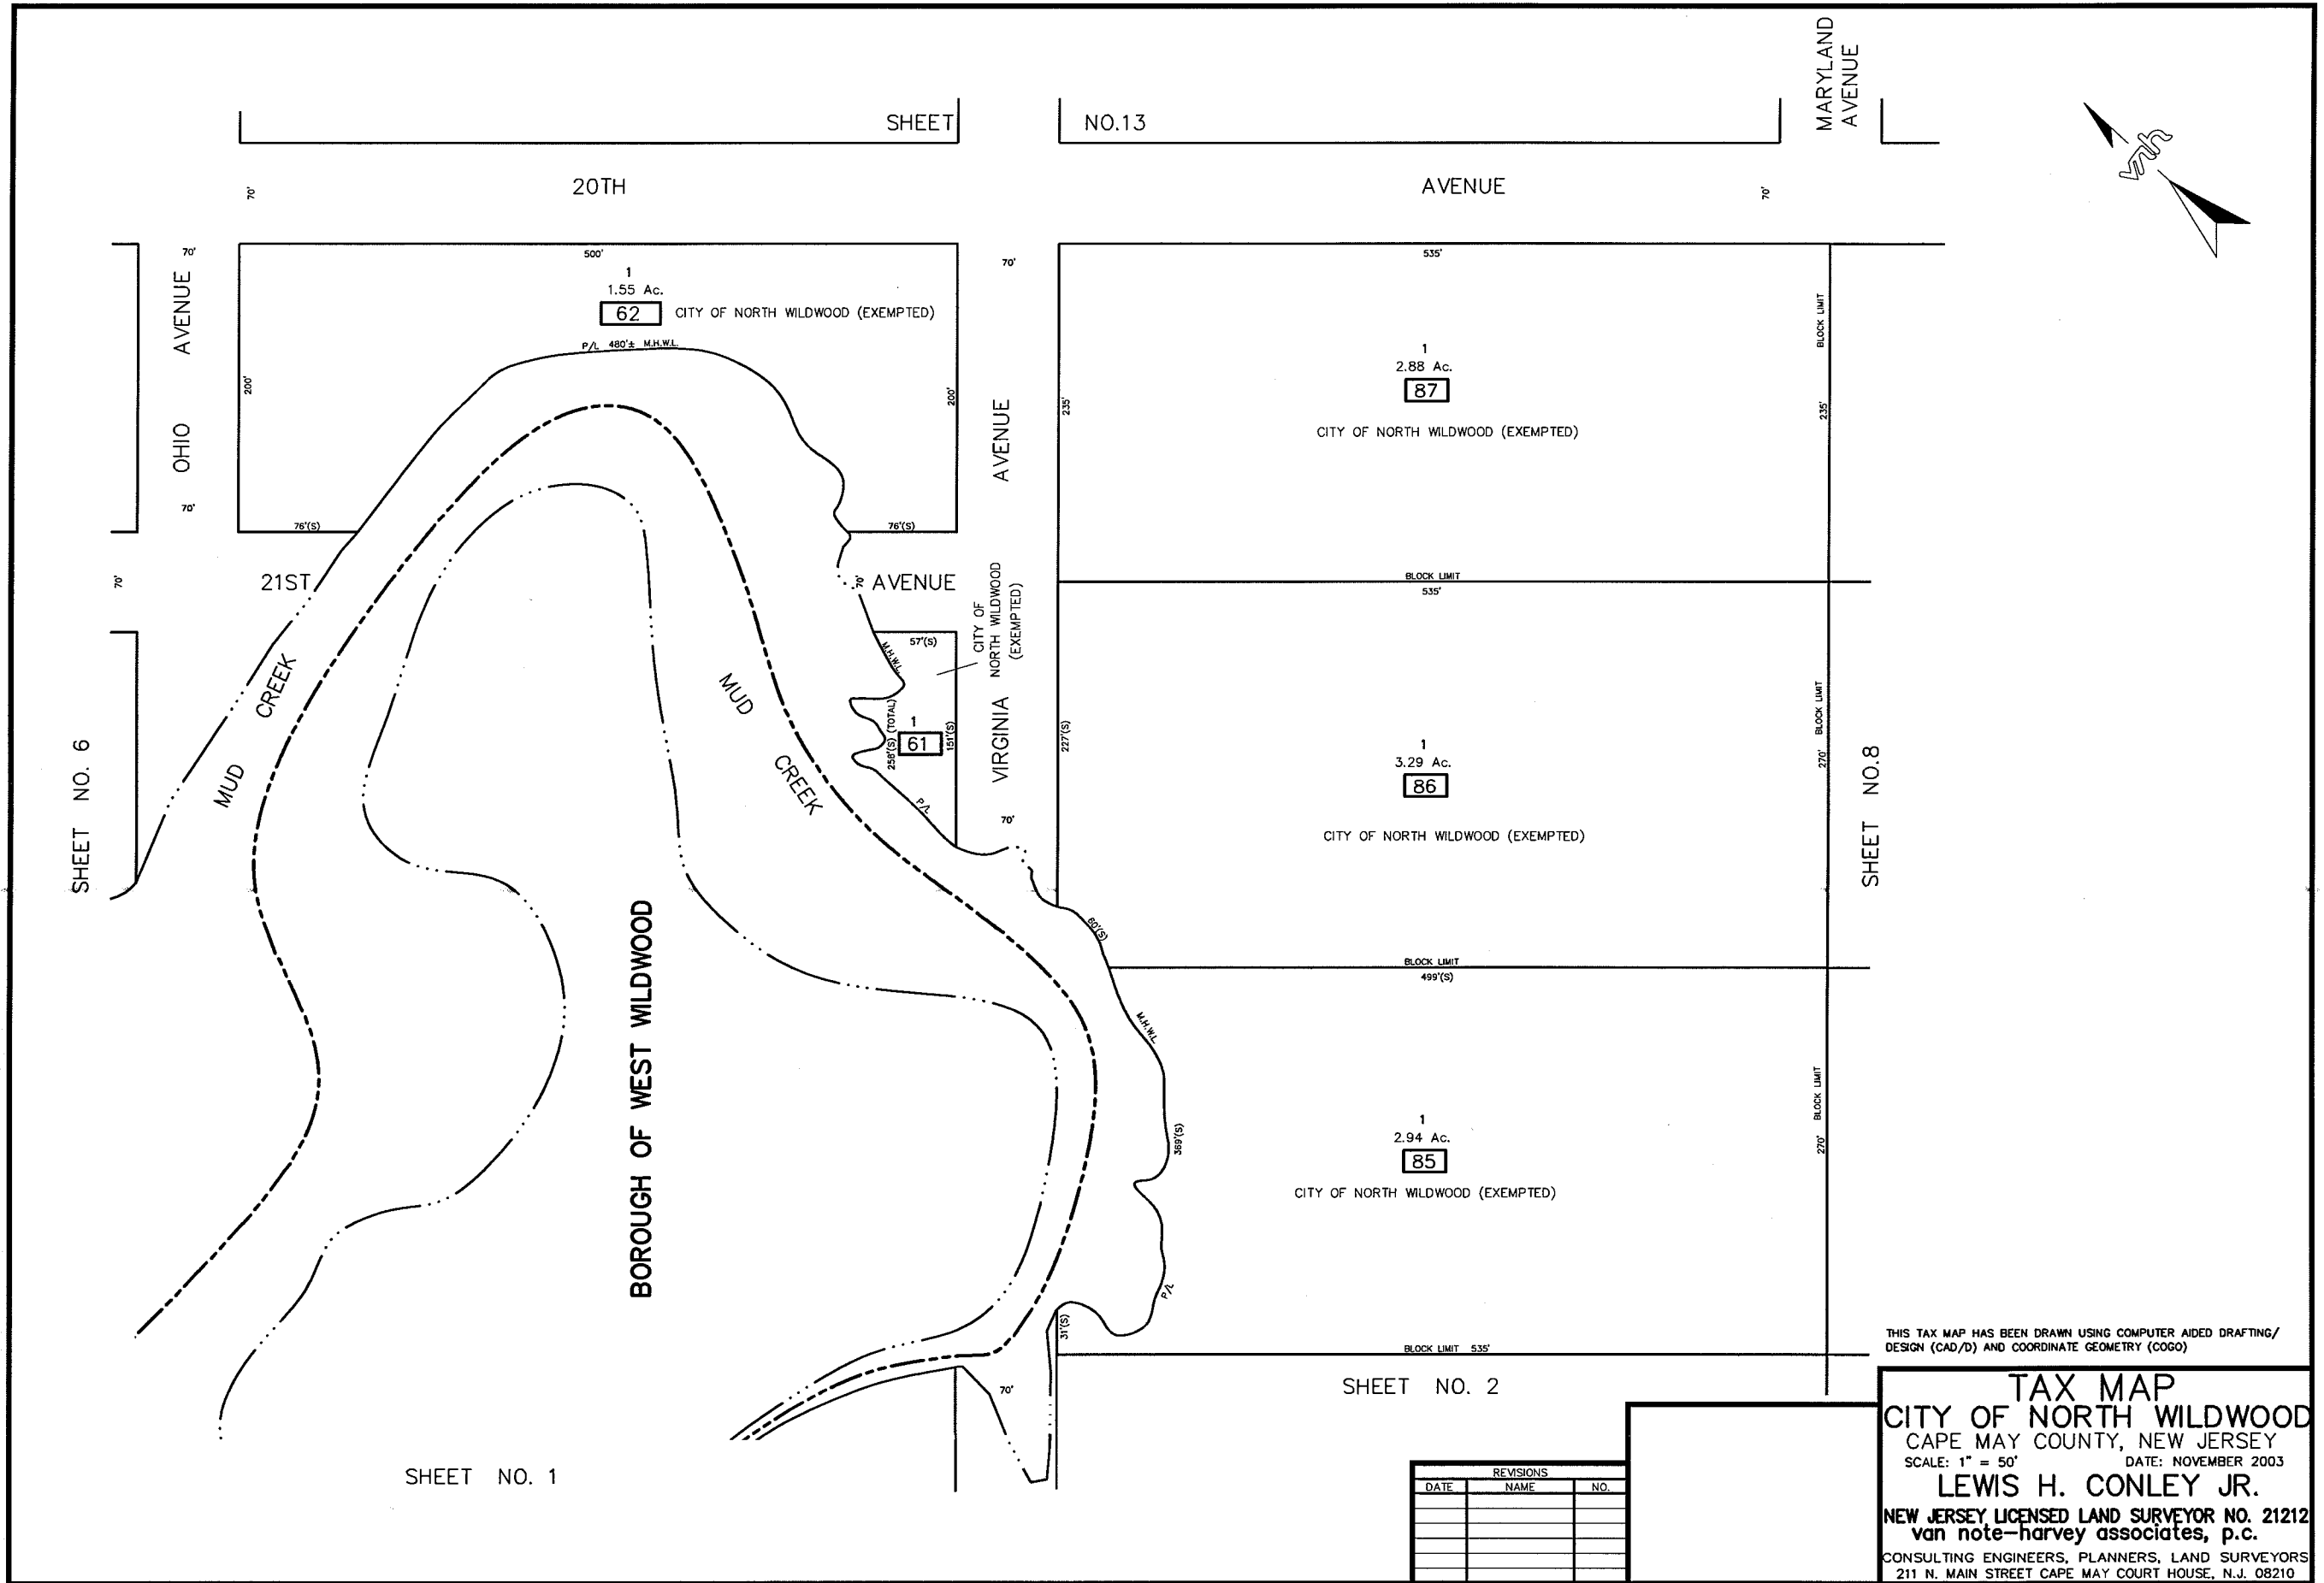 MARYLAND
AVENUE
SHEET NO.13
vnh
20TH AVENUE
70'
70'
OHIO AVENUE
70'
70'
500'
1
1.55 Ac.
62
CITY OF NORTH WILDWOOD (EXEMPTED)
P/L 480'± M.H.W.L.
200'
200'
76'(S)
76'(S)
70'
VIRGINIA AVENUE
70'
535'
1
2.88 Ac.
87
CITY OF NORTH WILDWOOD (EXEMPTED)
235'
235'
BLOCK LIMIT
BLOCK LIMIT
535'
70'
21ST AVENUE
70'
57'(S)
CITY OF
NORTH WILDWOOD
(EXEMPTED)
M.H.W.L.
258'(S) (TOTAL)
1
61
151'(S)
P/L
MUD CREEK
MUD CREEK
227'(S)
1
3.29 Ac.
86
CITY OF NORTH WILDWOOD (EXEMPTED)
270' BLOCK LIMIT
SHEET NO. 6
SHEET NO.8
60'(S)
BLOCK LIMIT
499'(S)
BOROUGH OF WEST WILDWOOD
M.H.W.L.
369'(S)
P/L
31'(S)
1
2.94 Ac.
85
CITY OF NORTH WILDWOOD (EXEMPTED)
270' BLOCK LIMIT
BLOCK LIMIT 535'
70'
SHEET NO. 2
SHEET NO. 1
THIS TAX MAP HAS BEEN DRAWN USING COMPUTER AIDED DRAFTING/
DESIGN (CAD/D) AND COORDINATE GEOMETRY (COGO)
REVISIONS
DATE NAME NO.
TAX MAP
CITY OF NORTH WILDWOOD
CAPE MAY COUNTY, NEW JERSEY
SCALE: 1" = 50' DATE: NOVEMBER 2003
LEWIS H. CONLEY JR.
NEW JERSEY LICENSED LAND SURVEYOR NO. 21212
van note-harvey associates, p.c.
CONSULTING ENGINEERS, PLANNERS, LAND SURVEYORS
211 N. MAIN STREET CAPE MAY COURT HOUSE, N.J. 08210